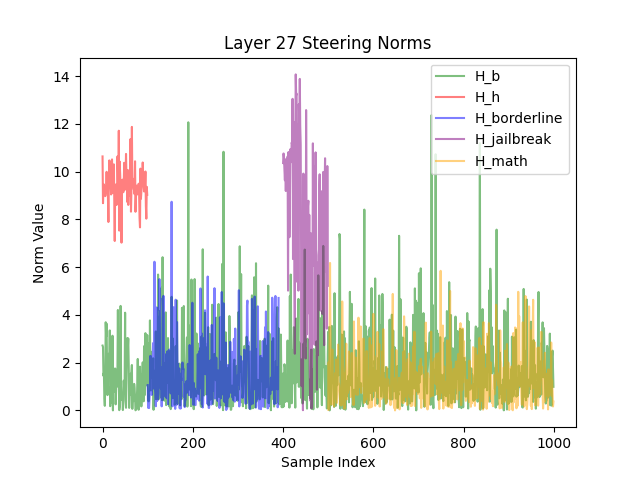 Layer 27 Steering Norms
14
12
10
8
6
4
2
0
Norm Value
H_b
H_h
H_borderline
H_jailbreak
H_math
0 200 400 600 800 1000
Sample Index